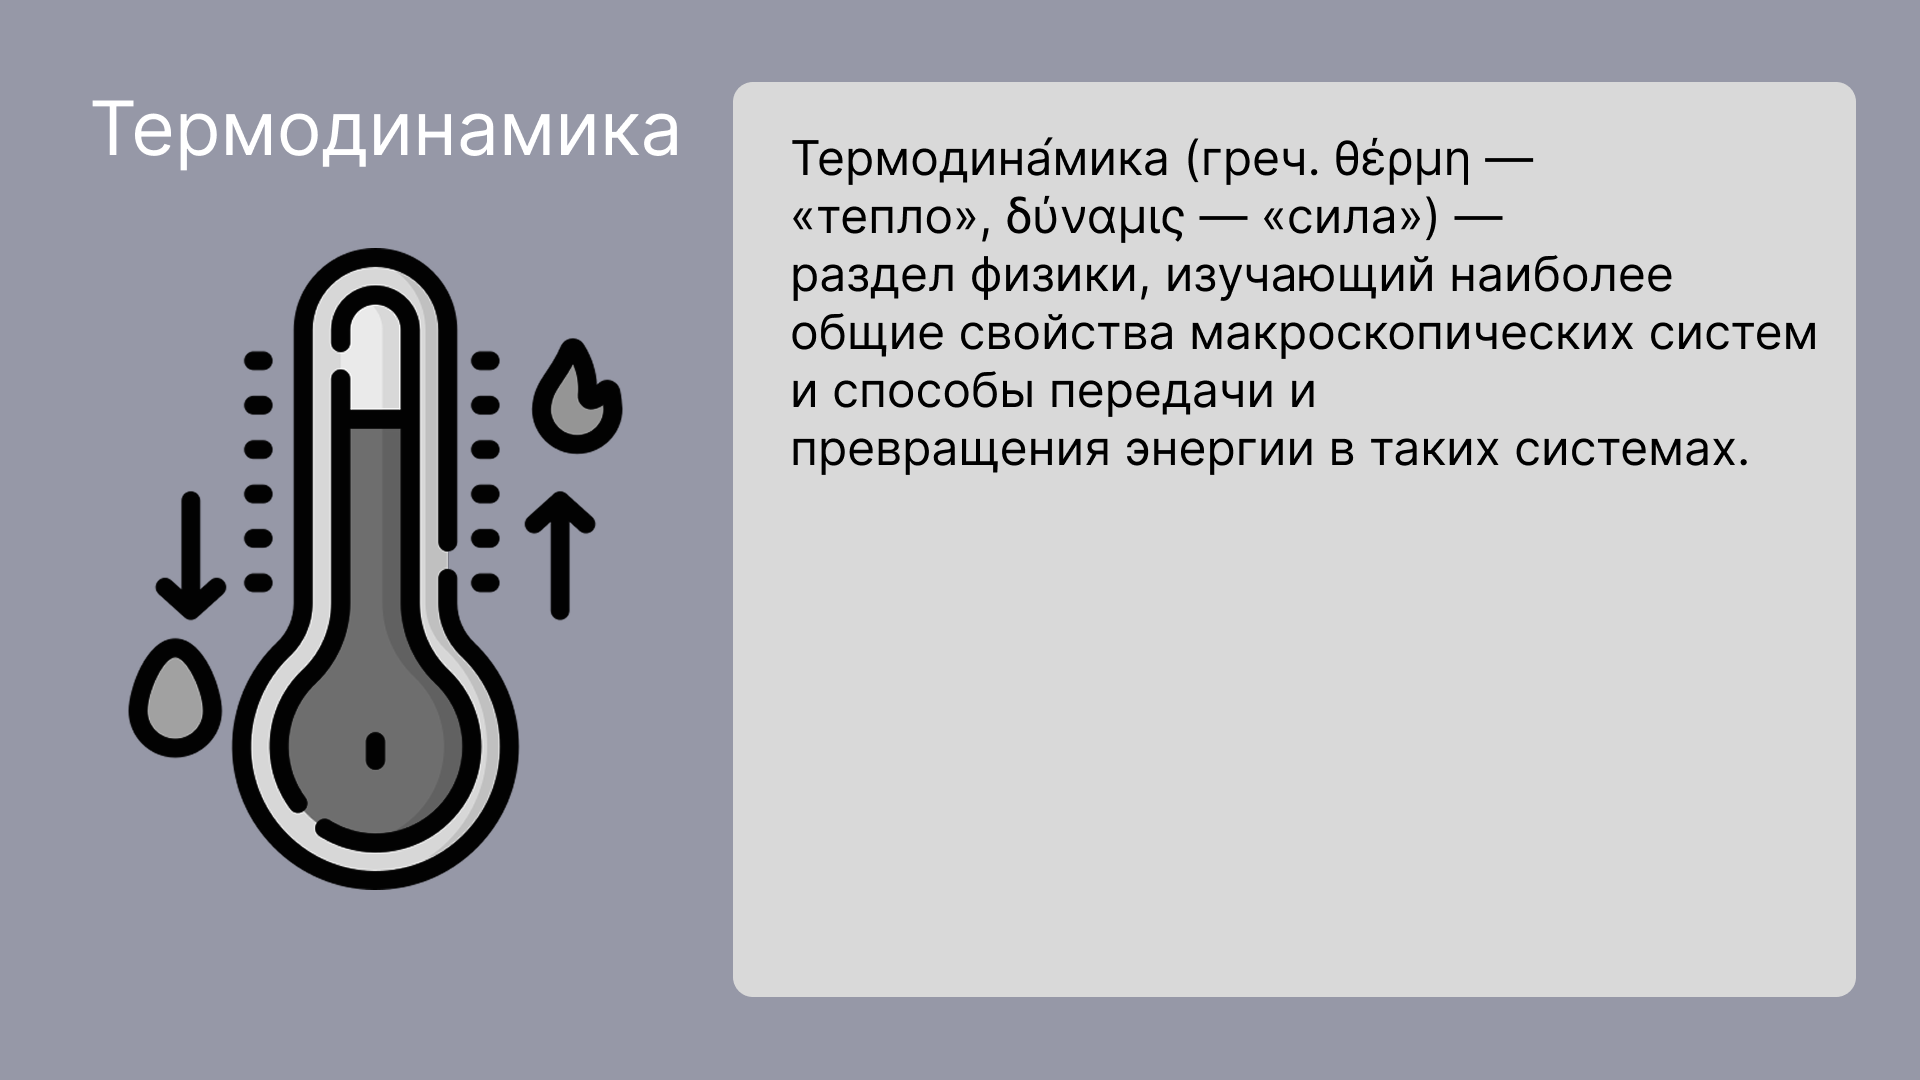 Термодинамика
Термодина́мика (греч. θέρμη —
«тепло», δύναμις — «сила») —
раздел физики, изучающий наиболее
общие свойства макроскопических систем
и способы передачи и
превращения энергии в таких системах.